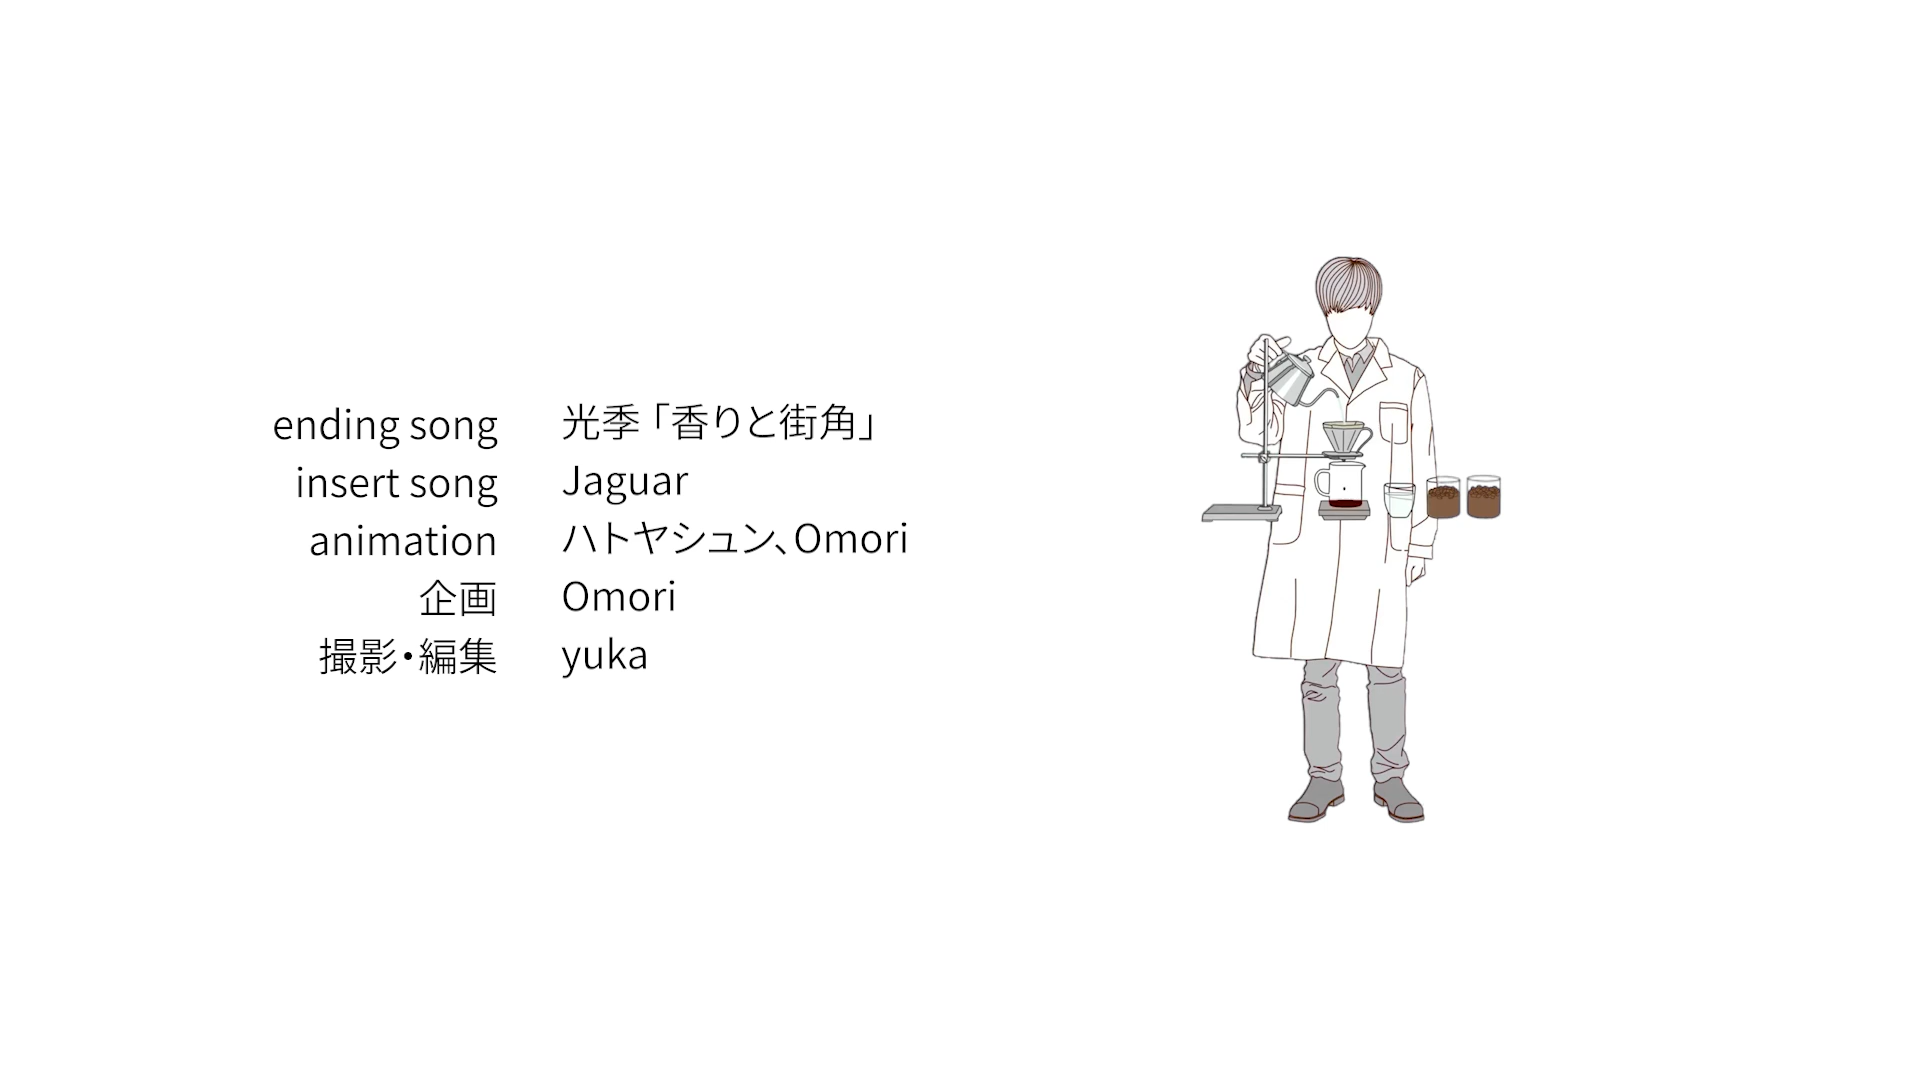 ending song 光季「香りと街角」
insert song Jaguar
animation ハトヤシュン、Omori
企画 Omori
撮影・編集 yuka